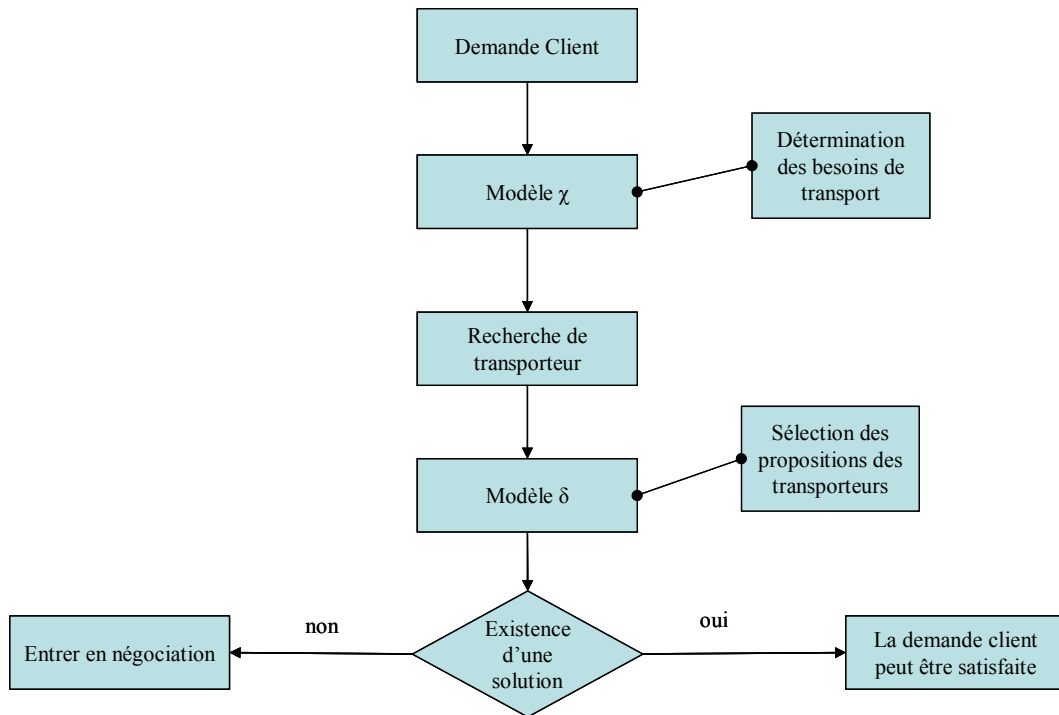 Demande Client
Détermination
des besoins de
transport
Modèle χ
Recherche de
transporteur
Sélection des
propositions des
transporteurs
Modèle δ
non
oui
Entrer en négociation
Existence
d’une
solution
La demande client
peut être satisfaite